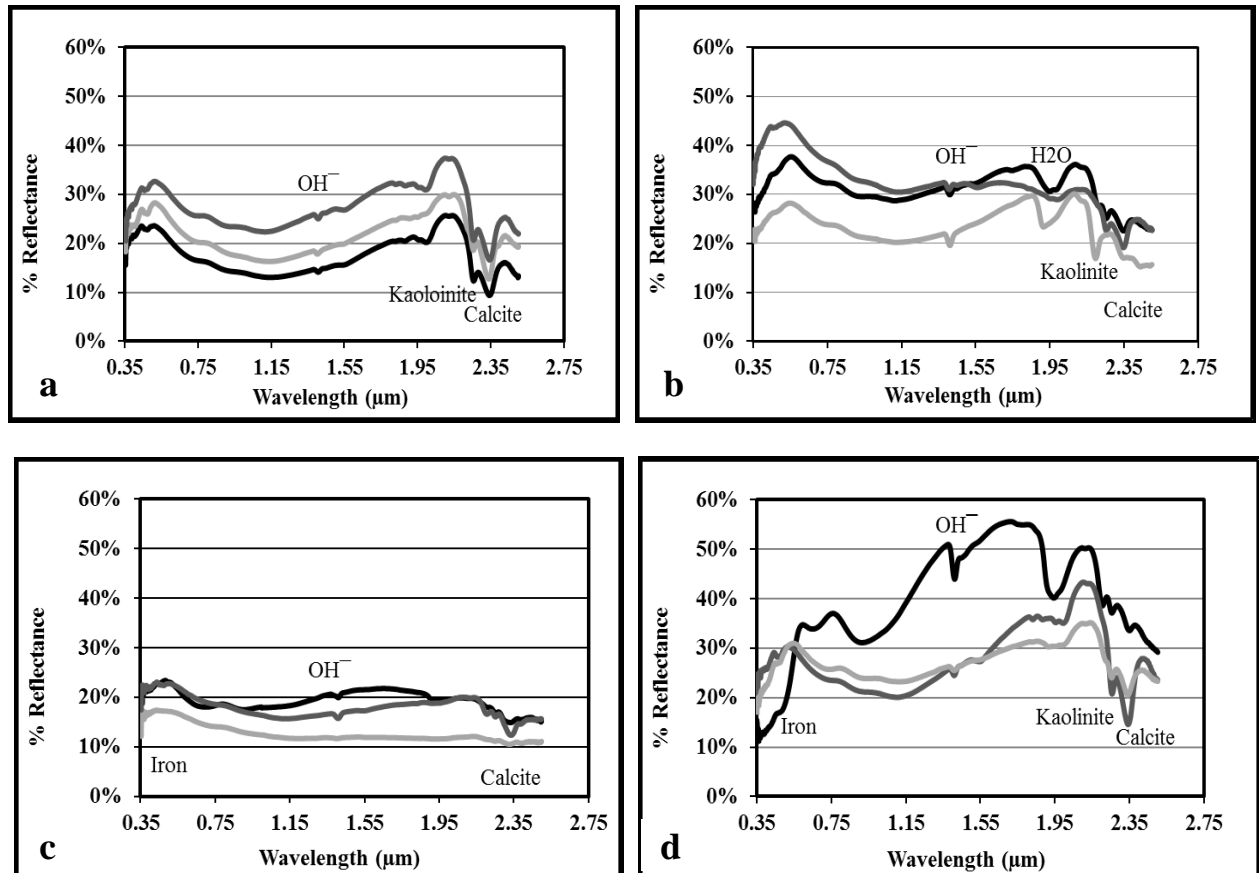 60%
50%
40%
30%
20%
10%
0%
% Reflectance
OH¯
Kaoloinite
Calcite
0.35 0.75 1.15 1.55 1.95 2.35 2.75
Wavelength (µm)
a
60%
50%
40%
30%
20%
10%
0%
% Reflectance
OH¯
H2O
Kaolinite
Calcite
0.35 0.75 1.15 1.55 1.95 2.35 2.75
Wavelength (µm)
b
60%
50%
40%
30%
20%
10%
0%
% Reflectance
OH¯
Iron
Calcite
0.35 0.75 1.15 1.55 1.95 2.35 2.75
Wavelength (µm)
c
60%
50%
40%
30%
20%
10%
0%
% Reflectance
OH¯
Iron
Kaolinite
Calcite
0.35 0.75 1.15 1.55 1.95 2.35 2.75
Wavelength (µm)
d